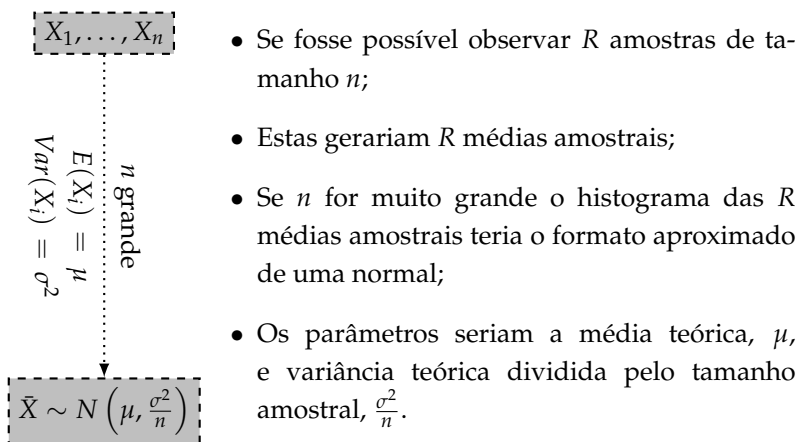 X₁, . . . , Xₙ
n grande
E(Xᵢ) = μ
Var(Xᵢ) = σ²
X̄ ∼ N (μ, σ²/n)
• Se fosse possível observar R amostras de ta-
manho n;
• Estas gerariam R médias amostrais;
• Se n for muito grande o histograma das R
médias amostrais teria o formato aproximado
de uma normal;
• Os parâmetros seriam a média teórica, μ,
e variância teórica dividida pelo tamanho
amostral, σ²/n.